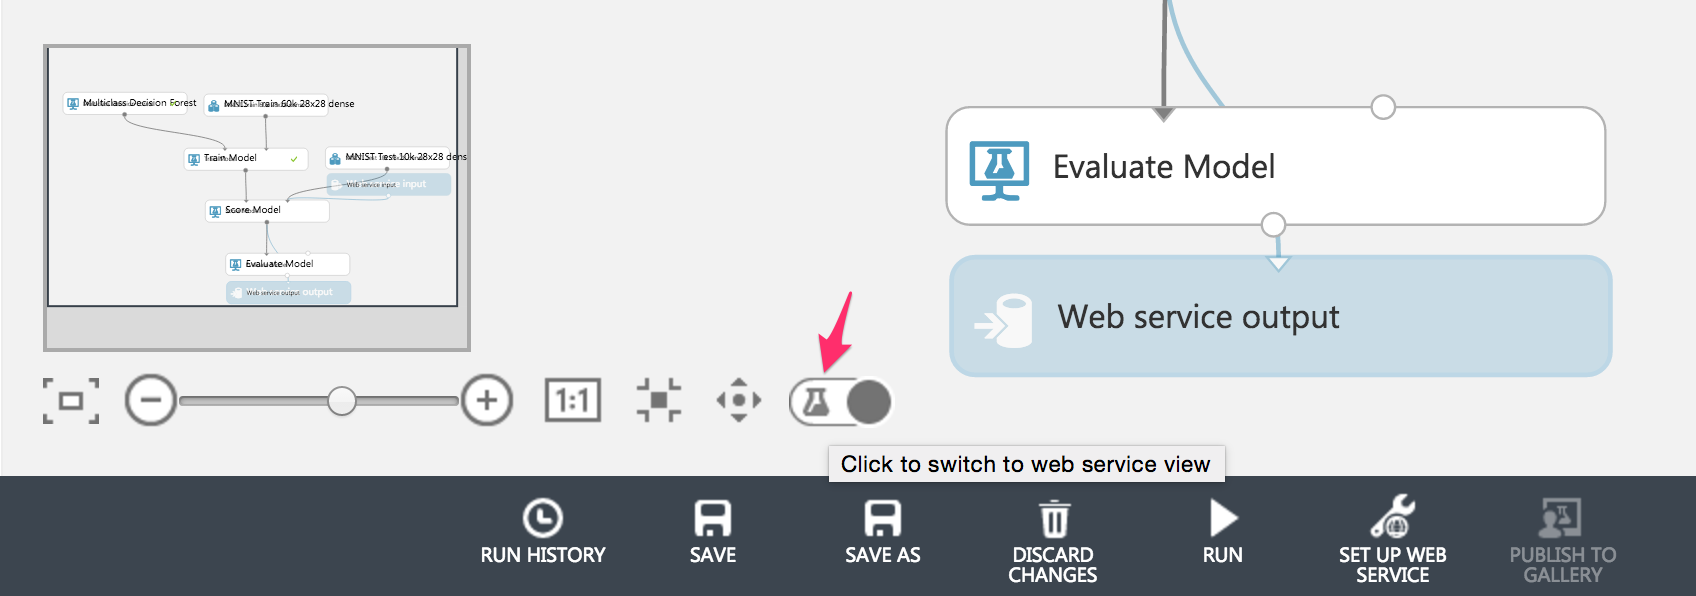 Multiclass Decision Forest
MNIST Train 60k 28x28 dense
Train Model
MNIST Test 10k 28x28 dens
Web service input
Score Model
Evaluate Model
Web service output
Evaluate Model
Web service output
1:1
Click to switch to web service view
RUN HISTORY
SAVE
SAVE AS
DISCARD
CHANGES
RUN
SET UP WEB
SERVICE
PUBLISH TO
GALLERY